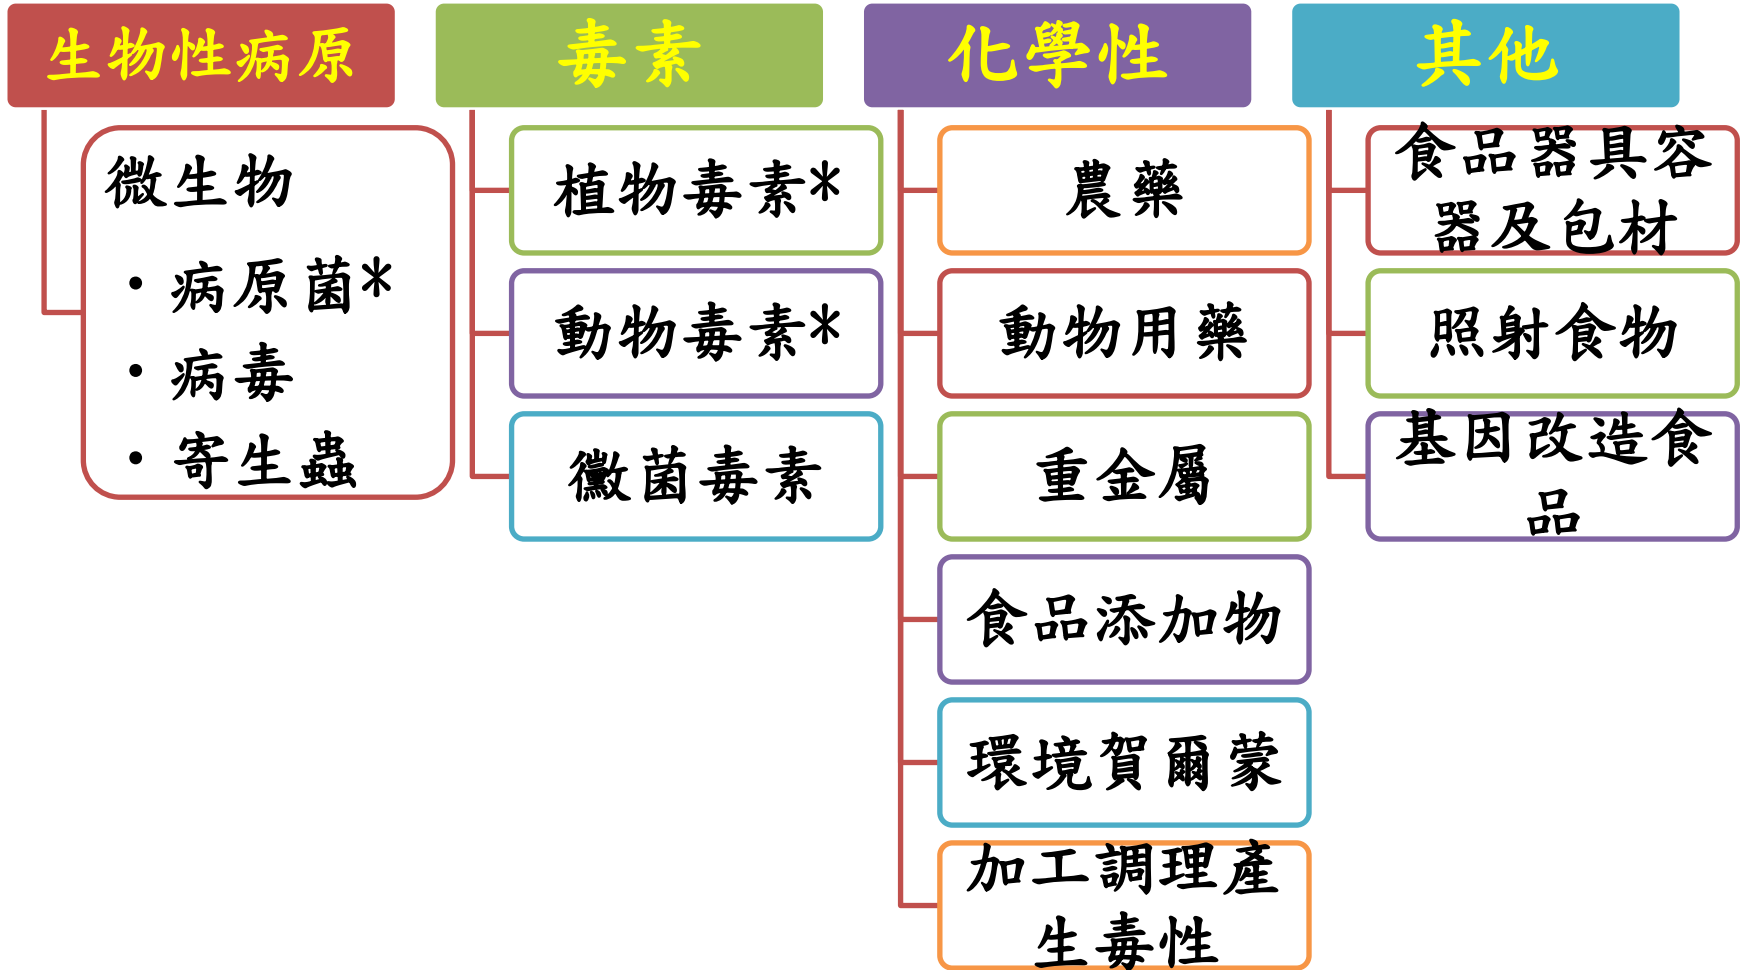 生物性病原
微生物
• 病原菌*
• 病毒
• 寄生蟲
毒素
植物毒素*
動物毒素*
黴菌毒素
化學性
農藥
動物用藥
重金屬
食品添加物
環境賀爾蒙
加工調理產
生毒性
其他
食品器具容
器及包材
照射食物
基因改造食
品